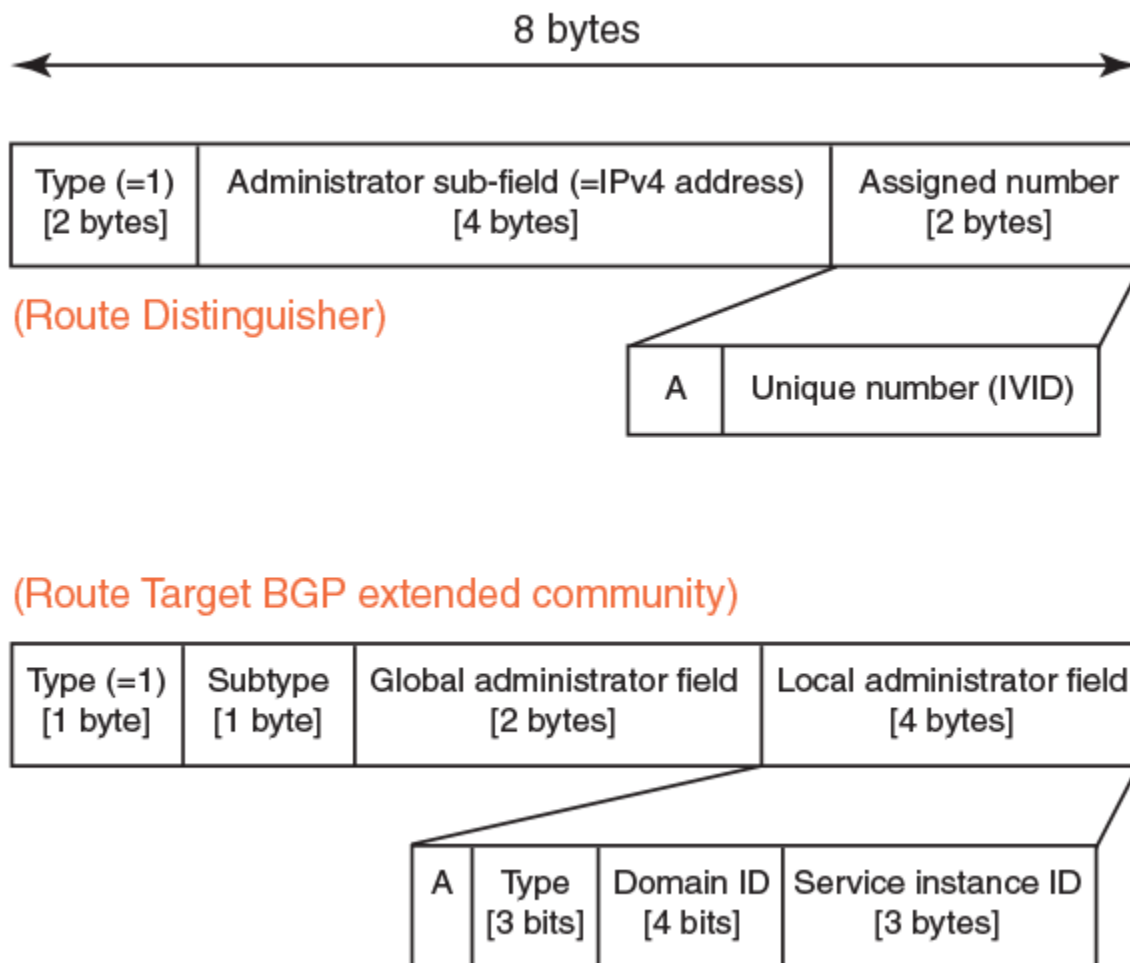 8 bytes
Type (=1)
[2 bytes]
Administrator sub-field (=IPv4 address)
[4 bytes]
Assigned number
[2 bytes]
(Route Distinguisher)
A
Unique number (IVID)
(Route Target BGP extended community)
Type (=1)
[1 byte]
Subtype
[1 byte]
Global administrator field
[2 bytes]
Local administrator field
[4 bytes]
A
Type
[3 bits]
Domain ID
[4 bits]
Service instance ID
[3 bytes]